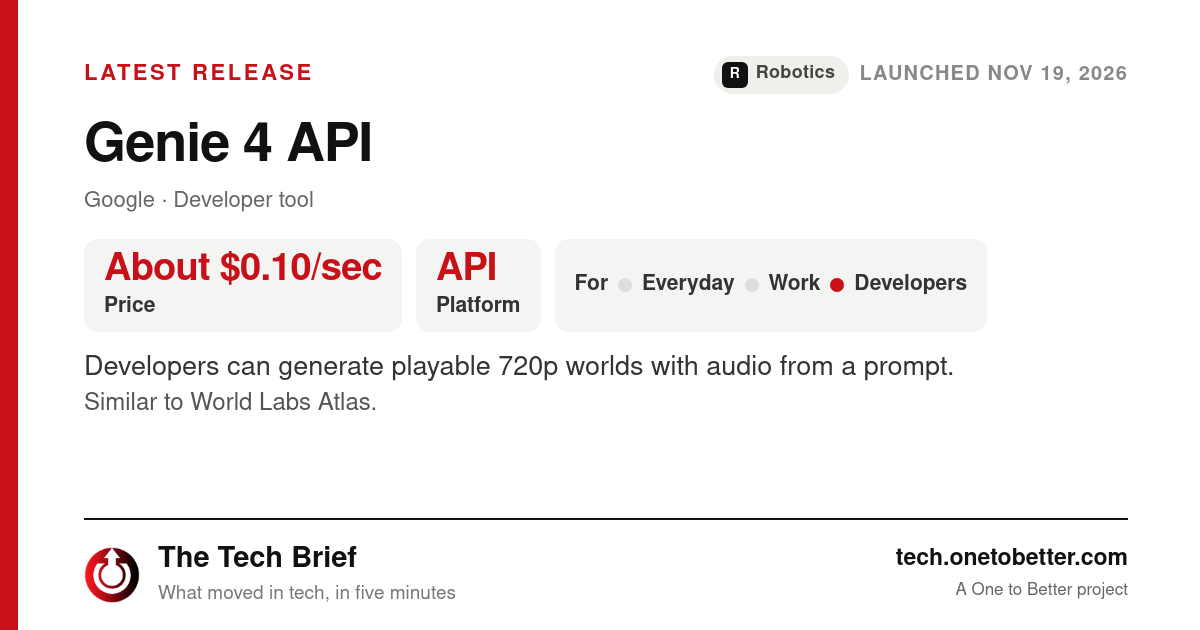 LATEST RELEASE
R Robotics LAUNCHED NOV 19, 2026
Genie 4 API
Google · Developer tool
About $0.10/sec
Price
API
Platform
For Everyday Work Developers
Developers can generate playable 720p worlds with audio from a prompt.
Similar to World Labs Atlas.
The Tech Brief
What moved in tech, in five minutes
tech.onetobetter.com
A One to Better project